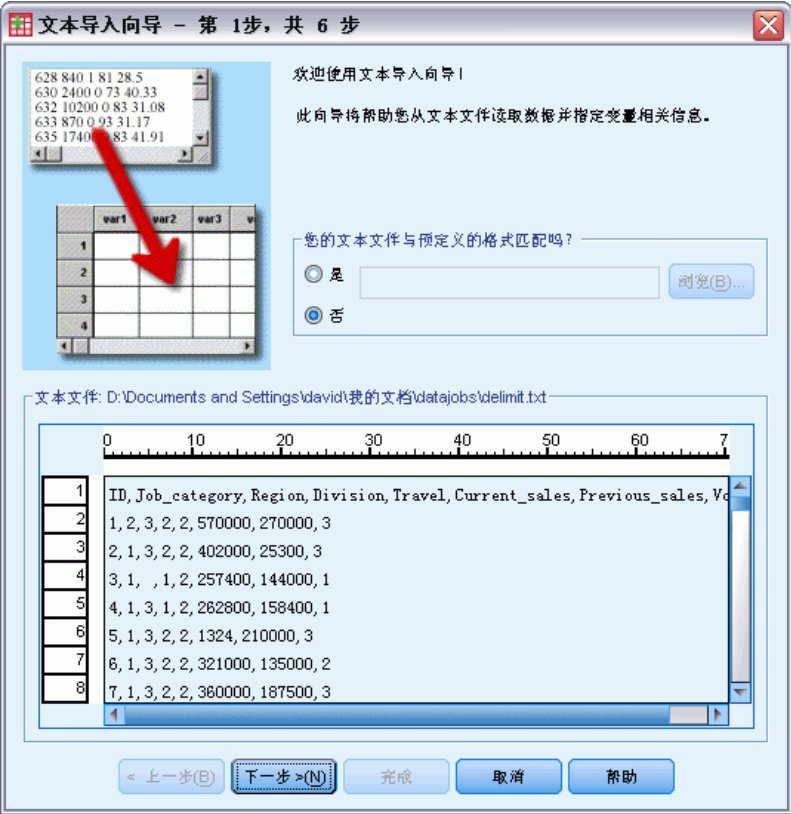 文本导入向导 - 第 1步，共 6 步
628 840 1 81 28.5
630 2400 0 73 40.33
632 10200 0 83 31.08
633 870 0 93 31.17
635 17400 83 41.91
欢迎使用文本导入向导！
此向导将帮助您从文本文件读取数据并指定变量相关信息。
var1 var2 var3 v
1
2
3
4
您的文本文件与预定义的格式匹配吗？
是
浏览(B)...
否
文本文件: D:\Documents and Settings\david\我的文档\datajobs\delimit.txt
0 10 20 30 40 50 60 7
1 ID,Job_category,Region,Division,Travel,Current_sales,Previous_sales,Vo
2 1,2,3,2,2,570000,270000,3
3 2,1,3,2,2,402000,25300,3
4 3,1, ,1,2,257400,144000,1
5 4,1,3,1,2,262800,158400,1
6 5,1,3,2,2,1324,210000,3
7 6,1,3,2,2,321000,135000,2
8 7,1,3,2,2,360000,187500,3
< 上一步(B) 下一步 >(N) 完成 取消 帮助